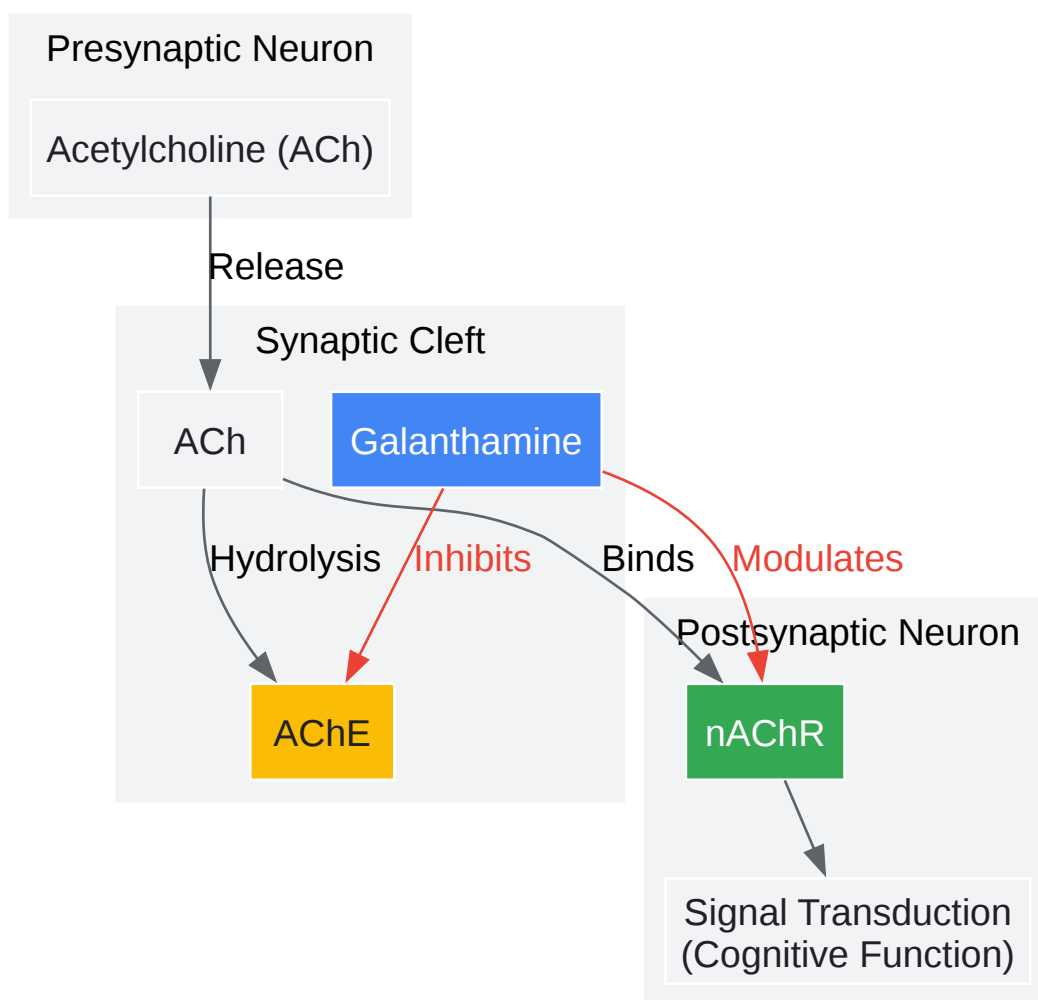 Presynaptic Neuron
Acetylcholine (ACh)
Release
Synaptic Cleft
ACh
Galanthamine
Hydrolysis
Inhibits
Binds
Modulates
Postsynaptic Neuron
AChE
nAChR
Signal Transduction
(Cognitive Function)